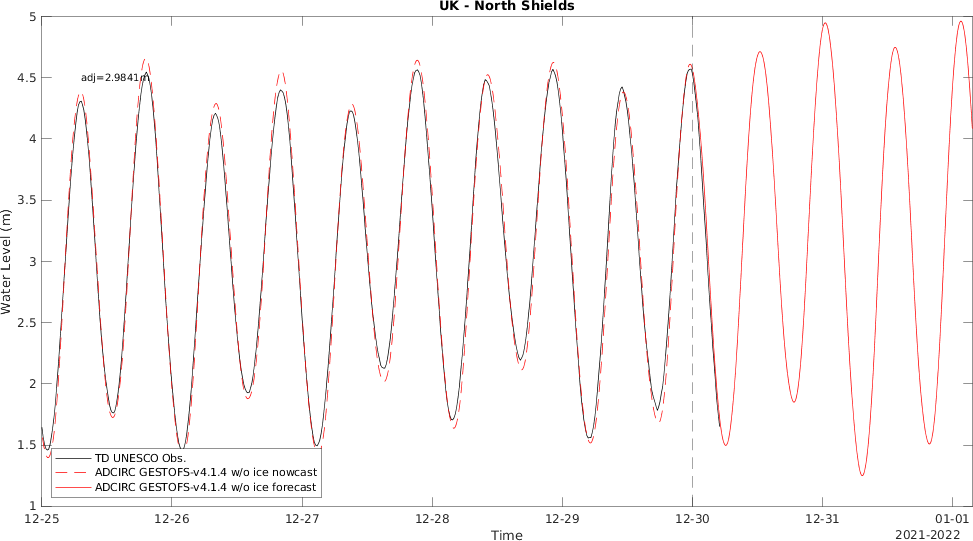 UK - North Shields
5
4.5
4
3.5
3
2.5
2
1.5
1
Water Level (m)
adj=2.9841m
TD UNESCO Obs.
ADCIRC GESTOFS-v4.1.4 w/o ice nowcast
ADCIRC GESTOFS-v4.1.4 w/o ice forecast
12-25 12-26 12-27 12-28 12-29 12-30 12-31 01-01
Time
2021-2022